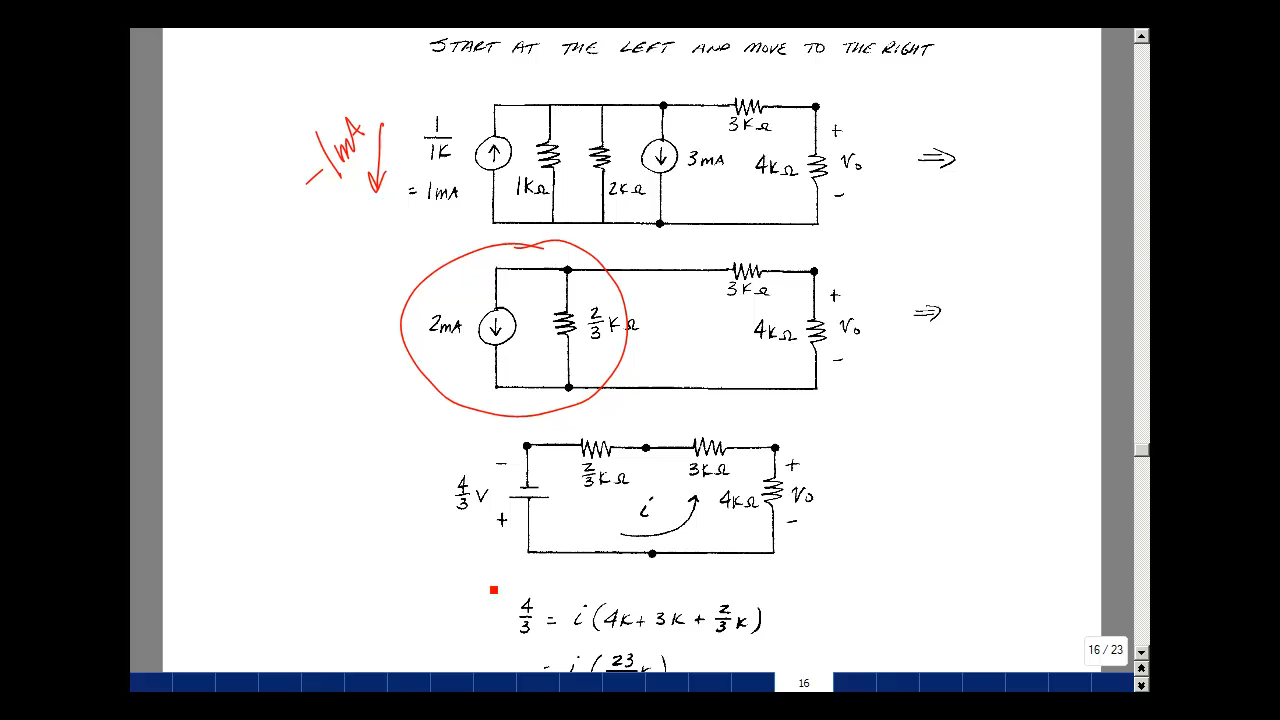 START AT THE LEFT AND MOVE TO THE RIGHT
-1mA
1/1K
= 1mA
1KΩ
2KΩ
3mA
3KΩ
4KΩ
+
Vo
-
⇒
2mA
2/3 KΩ
3KΩ
4KΩ
+
Vo
-
⇒
4/3 V
-
+
2/3 KΩ
3KΩ
i
4KΩ
+
Vo
-
4/3 = i(4K + 3K + 2/3 K)
16 / 23
16